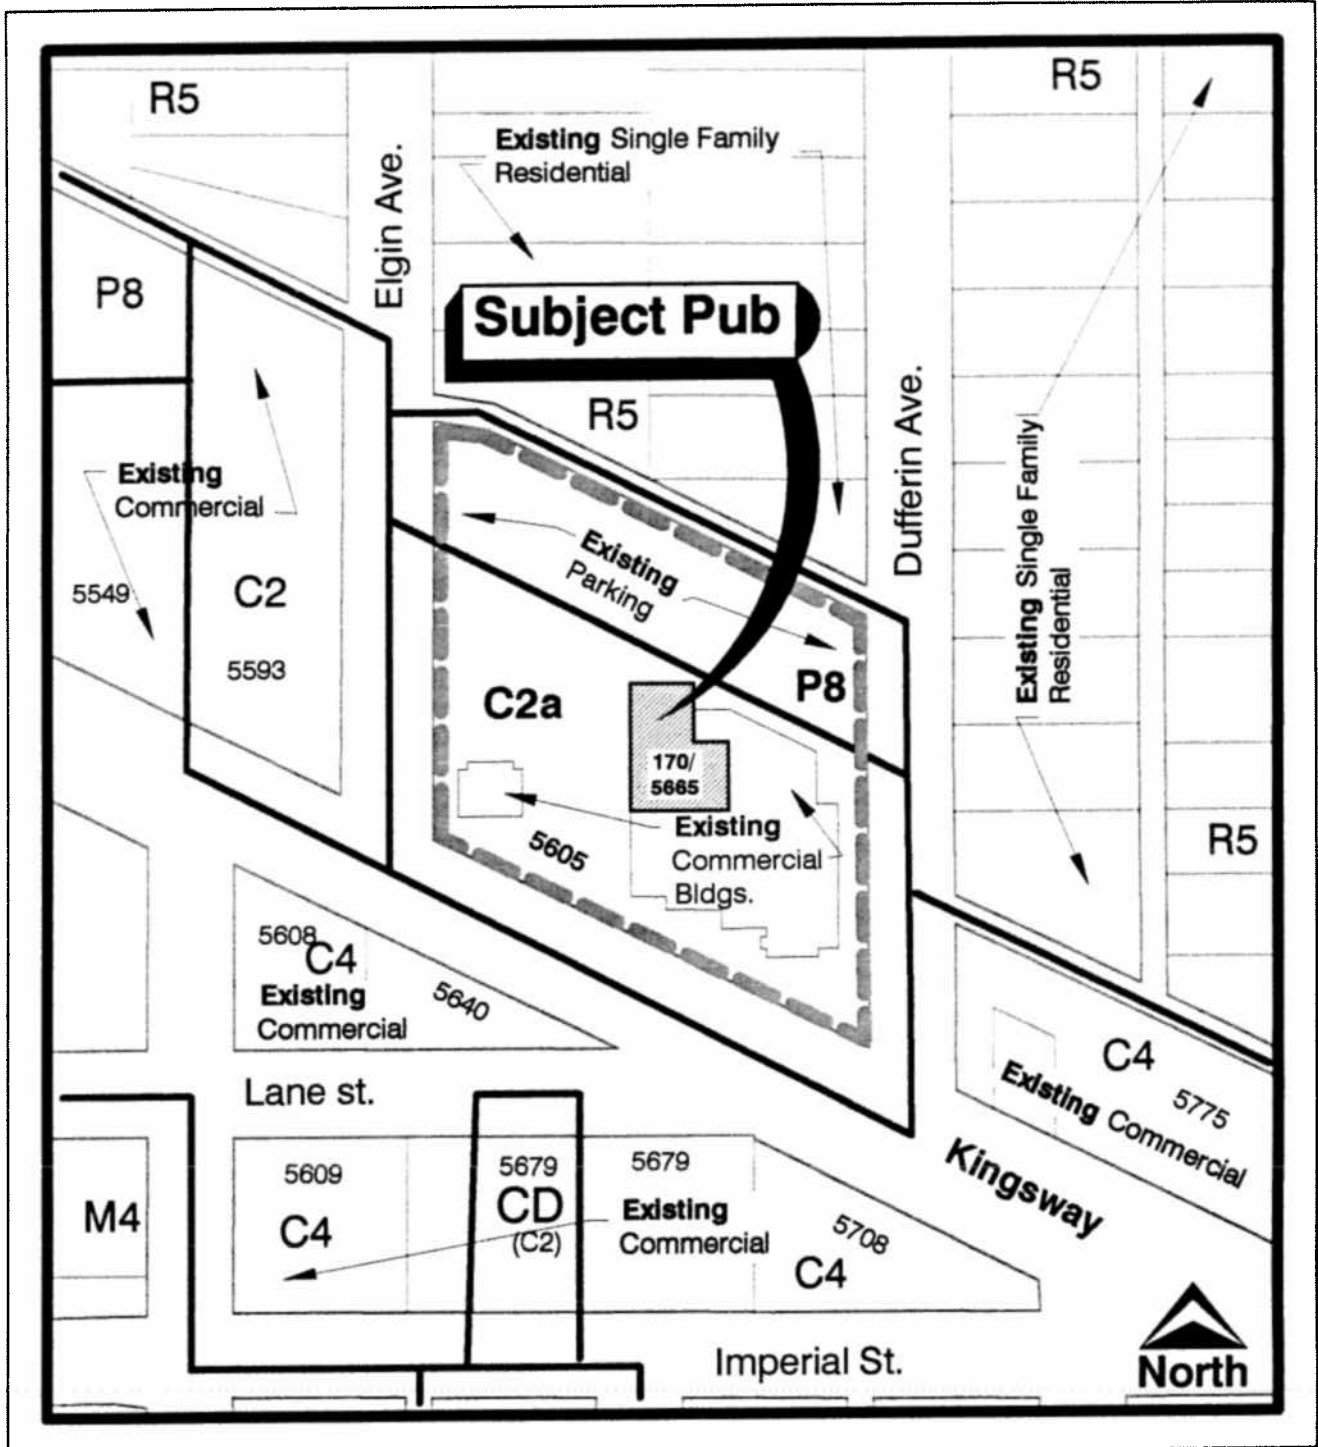 R5
R5
Existing Single Family
Residential
Elgin Ave.
P8
Subject Pub
R5
Dufferin Ave.
Existing
Commercial
Existing
Parking
Existing Single Family
Residential
5549
C2
5593
C2a
P8
170/
5665
Existing
Commercial
Bldgs.
5605
R5
5608
C4
Existing
Commercial
5640
C4
5775
Existing Commercial
Lane st.
Kingsway
M4
5609
C4
5679
CD
(C2)
5679
Existing
Commercial
5708
C4
Imperial St.
North